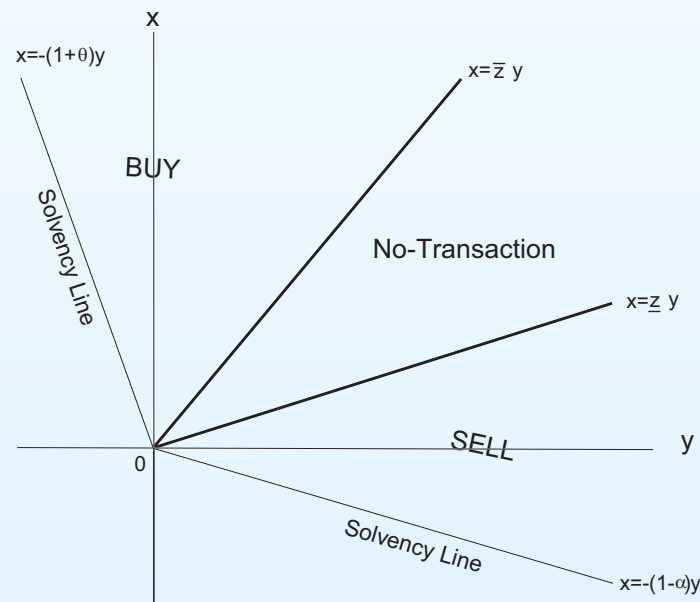 x
x=-(1+θ)y
x=z̅ y
BUY
Solvency Line
No-Transaction
x=z̲ y
SELL
y
0
Solvency Line
x=-(1-α)y